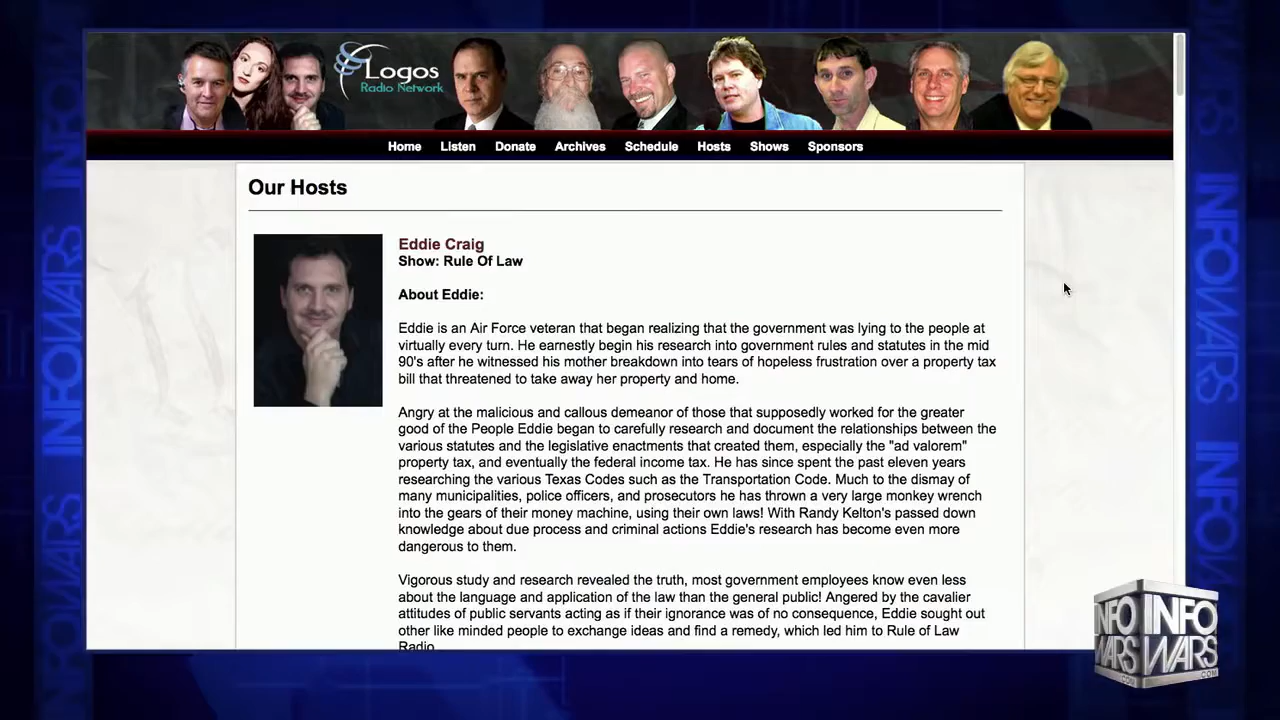 Logos
Radio Network
Home Listen Donate Archives Schedule Hosts Shows Sponsors
Our Hosts
Eddie Craig
Show: Rule Of Law
About Eddie:
Eddie is an Air Force veteran that began realizing that the government was lying to the people at
virtually every turn. He earnestly begin his research into government rules and statutes in the mid
90's after he witnessed his mother breakdown into tears of hopeless frustration over a property tax
bill that threatened to take away her property and home.
Angry at the malicious and callous demeanor of those that supposedly worked for the greater
good of the People Eddie began to carefully research and document the relationships between the
various statutes and the legislative enactments that created them, especially the "ad valorem"
property tax, and eventually the federal income tax. He has since spent the past eleven years
researching the various Texas Codes such as the Transportation Code. Much to the dismay of
many municipalities, police officers, and prosecutors he has thrown a very large monkey wrench
into the gears of their money machine, using their own laws! With Randy Kelton's passed down
knowledge about due process and criminal actions Eddie's research has become even more
dangerous to them.
Vigorous study and research revealed the truth, most government employees know even less
about the language and application of the law than the general public! Angered by the cavalier
attitudes of public servants acting as if their ignorance was of no consequence, Eddie sought out
other like minded people to exchange ideas and find a remedy, which led him to Rule of Law
Radio
INFO
WARS
.COM
INFO
WARS
.COM
INFOWARS
INFOWARS
INFOWARS
INFOWARS